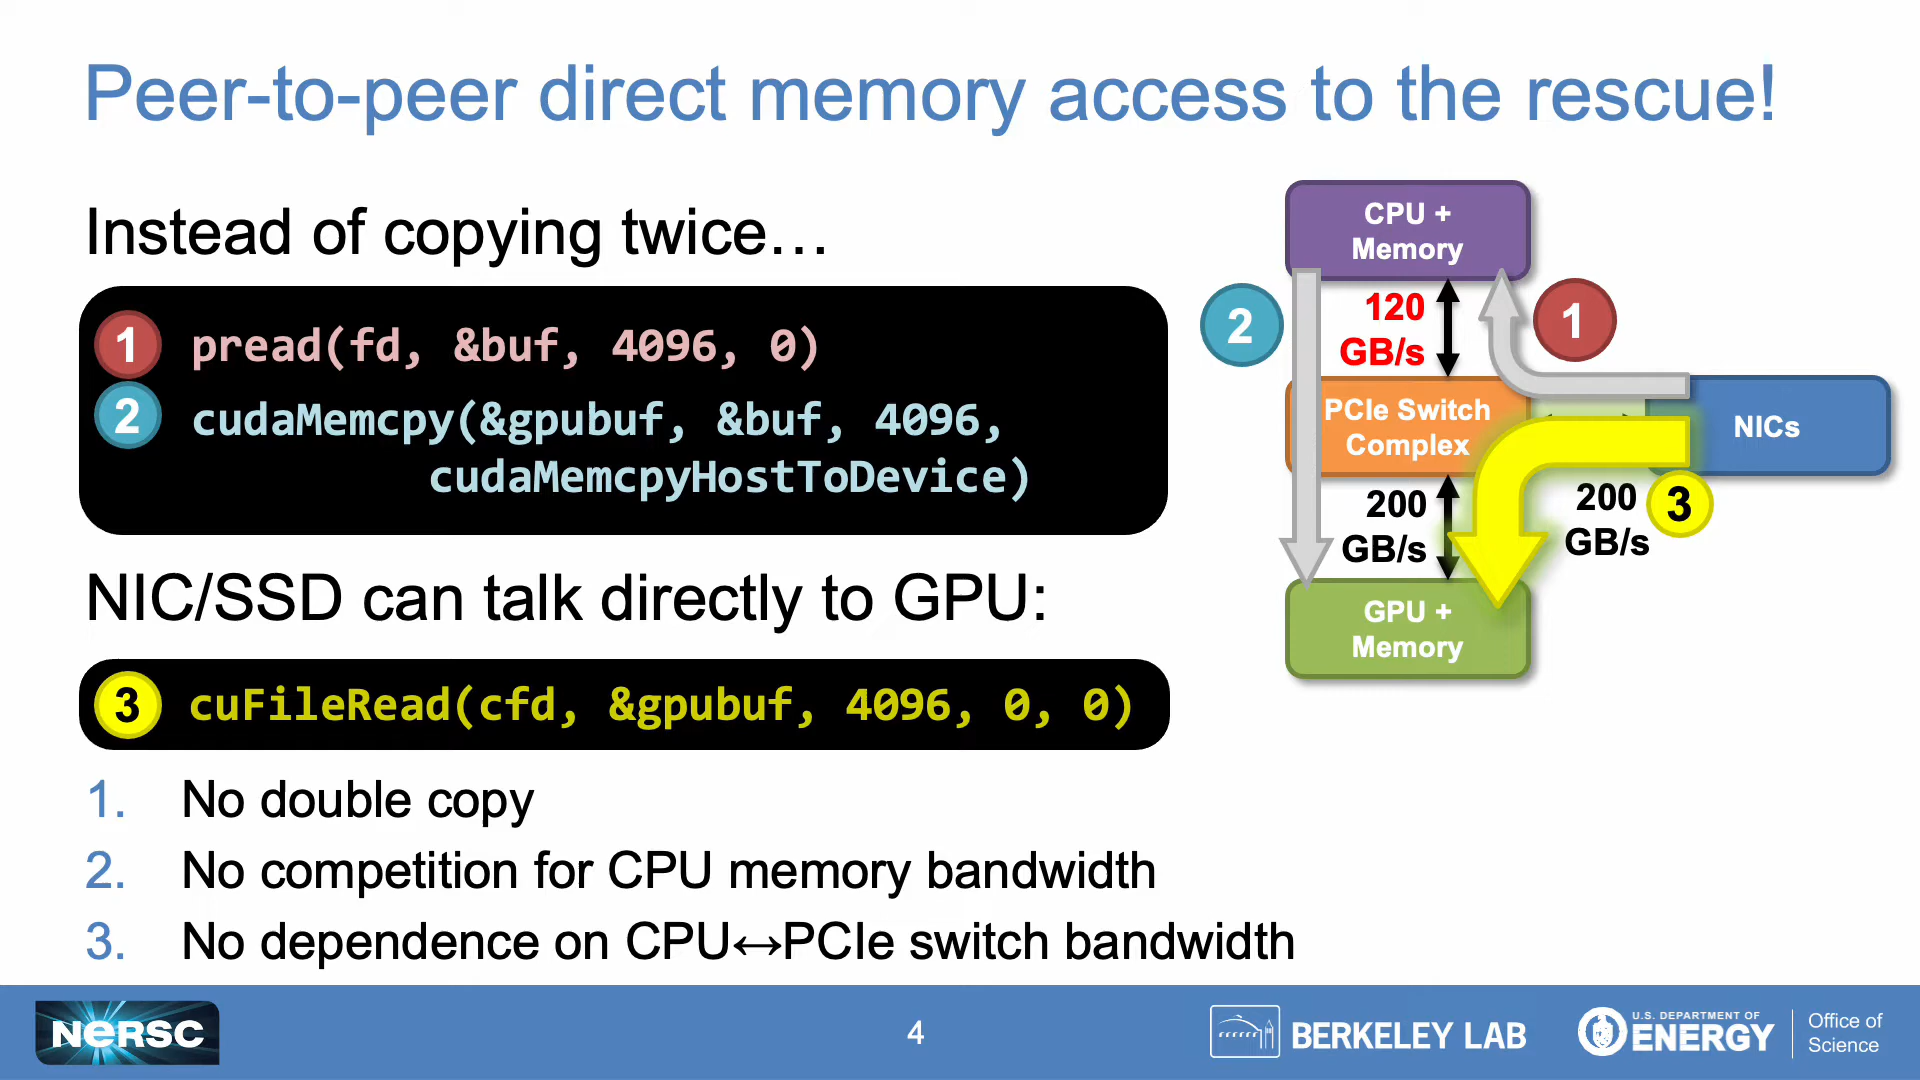 Peer-to-peer direct memory access to the rescue!
Instead of copying twice…
1 pread(fd, &buf, 4096, 0)
2 cudaMemcpy(&gpubuf, &buf, 4096,
cudaMemcpyHostToDevice)
NIC/SSD can talk directly to GPU:
3 cuFileRead(cfd, &gpubuf, 4096, 0, 0)
1. No double copy
2. No competition for CPU memory bandwidth
3. No dependence on CPU↔PCIe switch bandwidth
CPU +
Memory
2
120
GB/s
1
PCIe Switch
Complex
NICs
200
GB/s
200
GB/s
3
GPU +
Memory
NERSC
4
BERKELEY LAB
U.S. DEPARTMENT OF
ENERGY
Office of
Science